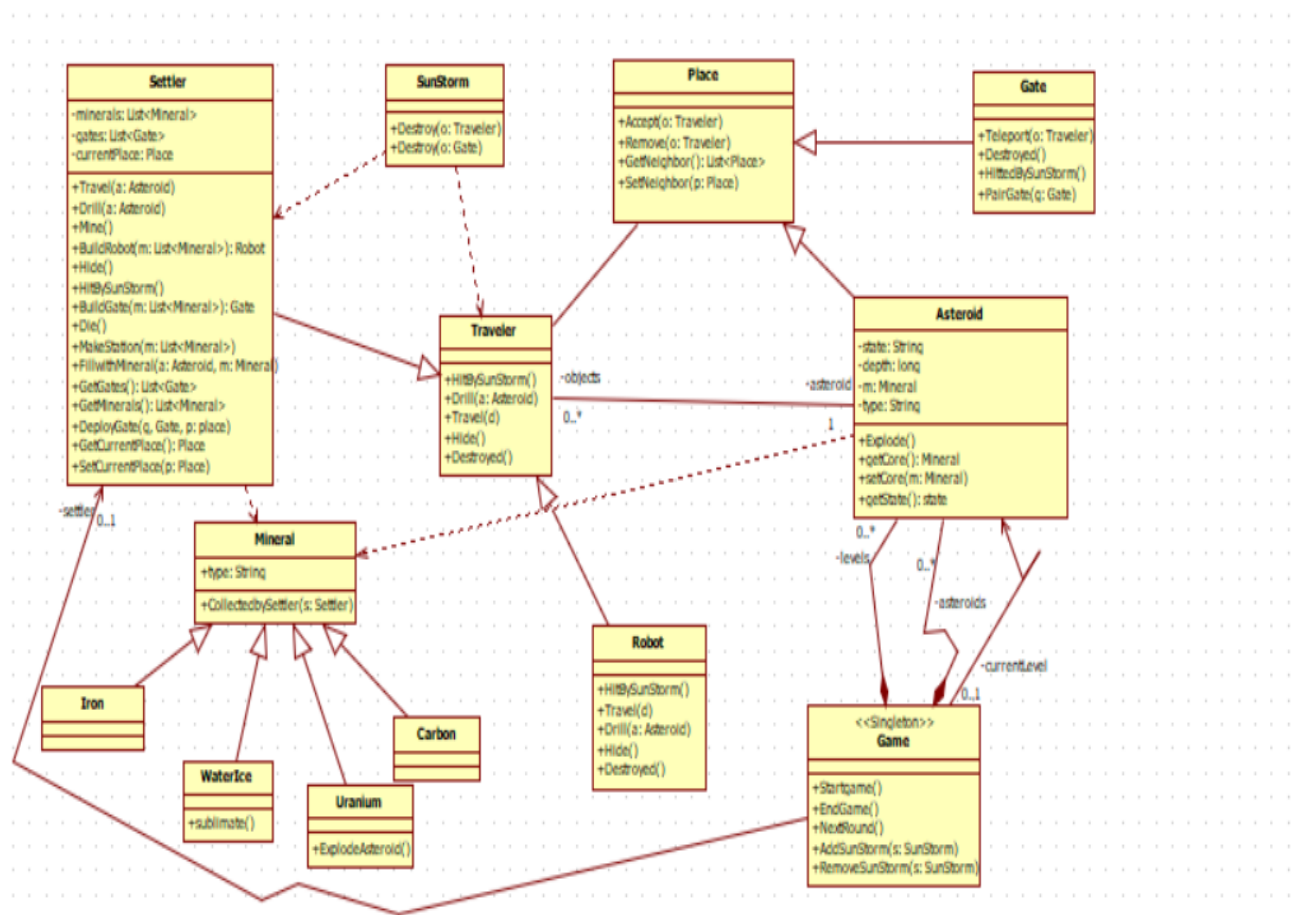 Settler
-minerals: List<Mineral>
-gates: List<Gate>
-currentPlace: Place
+Travel(a: Asteroid)
+Drill(a: Asteroid)
+Mine()
+BuildRobot(m: List<Mineral>): Robot
+Hide()
+HitBySunStorm()
+BuildGate(m: List<Mineral>): Gate
+Die()
+MakeStation(m: List<Mineral>)
+FillwithMineral(a: Asteroid, m: Mineral)
+GetGates(): List<Gate>
+GetMinerals(): List<Mineral>
+DeployGate(g, Gate, p: place)
+GetCurrentPlace(): Place
+SetCurrentPlace(p: Place)
SunStorm
+Destroy(o: Traveler)
+Destroy(o: Gate)
Place
+Accept(o: Traveler)
+Remove(o: Traveler)
+GetNeighbor(): List<Place>
+SetNeighbor(p: Place)
Gate
+Teleport(o: Traveler)
+Destroyed()
+HittedBySunStorm()
+PairGate(g: Gate)
Traveler
+HitBySunStorm()
+Drill(a: Asteroid)
+Travel(d)
+Hide()
+Destroyed()
-objects
0..*
-asteroid
1
Asteroid
-state: String
-depth: long
-m: Mineral
-type: String
+Explode()
+getCore(): Mineral
+setCore(m: Mineral)
+getState(): state
-settler
0..1
Mineral
+type: String
+CollectedbySettler(s: Settler)
0..*
-levels
0..*
-asteroids
-currentLevel
0..1
Iron
WaterIce
+sublimate()
Uranium
+ExplodeAsteroid()
Carbon
Robot
+HitBySunStorm()
+Travel(d)
+Drill(a: Asteroid)
+Hide()
+Destroyed()
<<Singleton>>
Game
+Startgame()
+EndGame()
+NextRound()
+AddSunStorm(s: SunStorm)
+RemoveSunStorm(s: SunStorm)